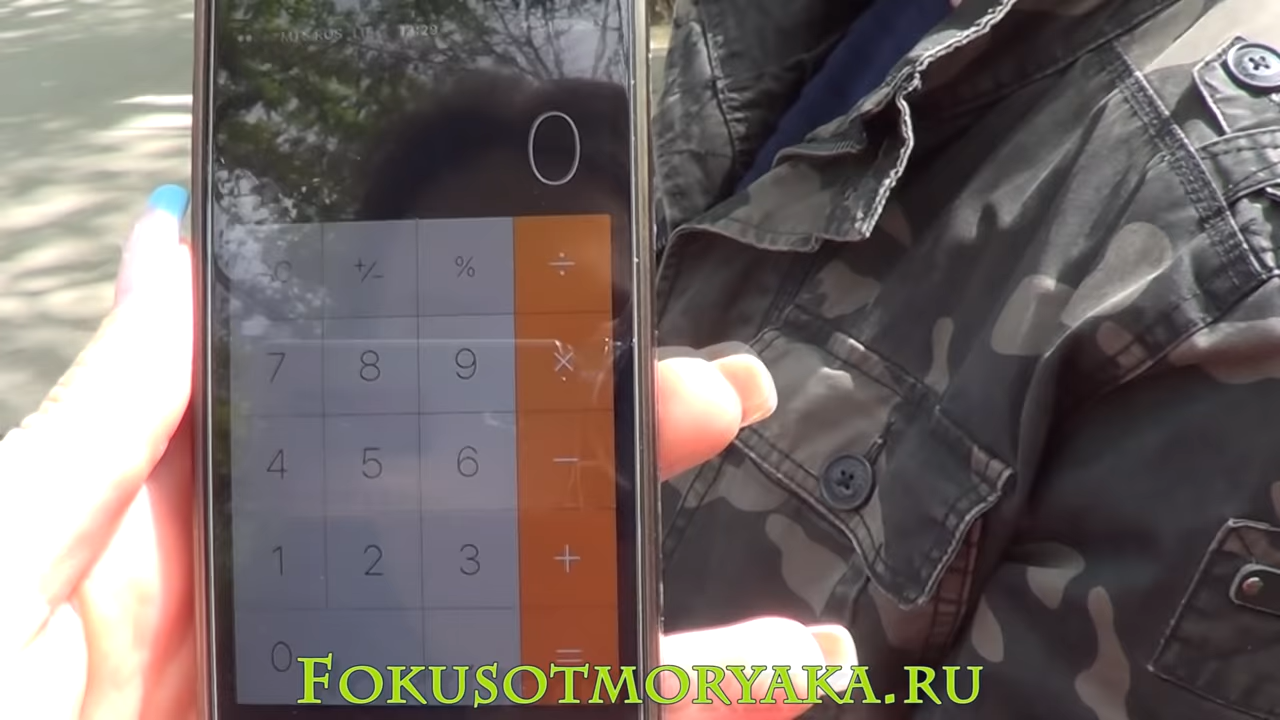 0
C +/− % ÷
7 8 9 ×
4 5 6 −
1 2 3 +
0 =
FOKUSOTMORYAKA.RU